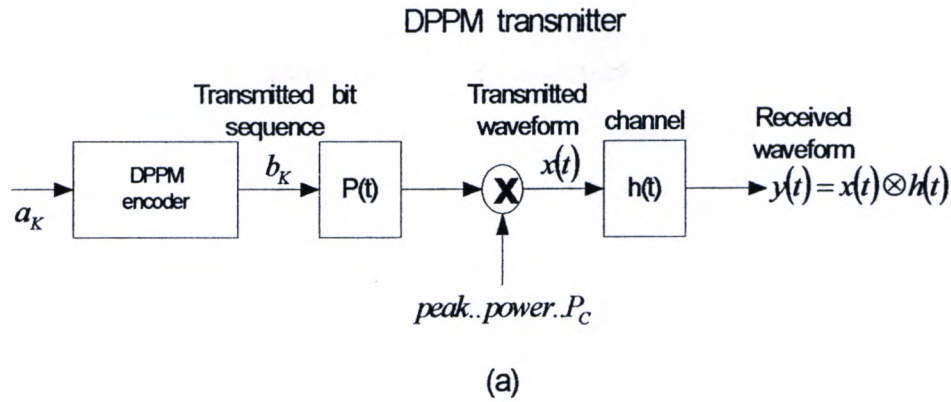 DPPM transmitter
Transmitted bit
sequence
Transmitted
waveform
channel
Received
waveform
DPPM
encoder
b_K
P(t)
X
x(t)
h(t)
y(t) = x(t)⊗h(t)
a_K
peak..power..P_C
(a)